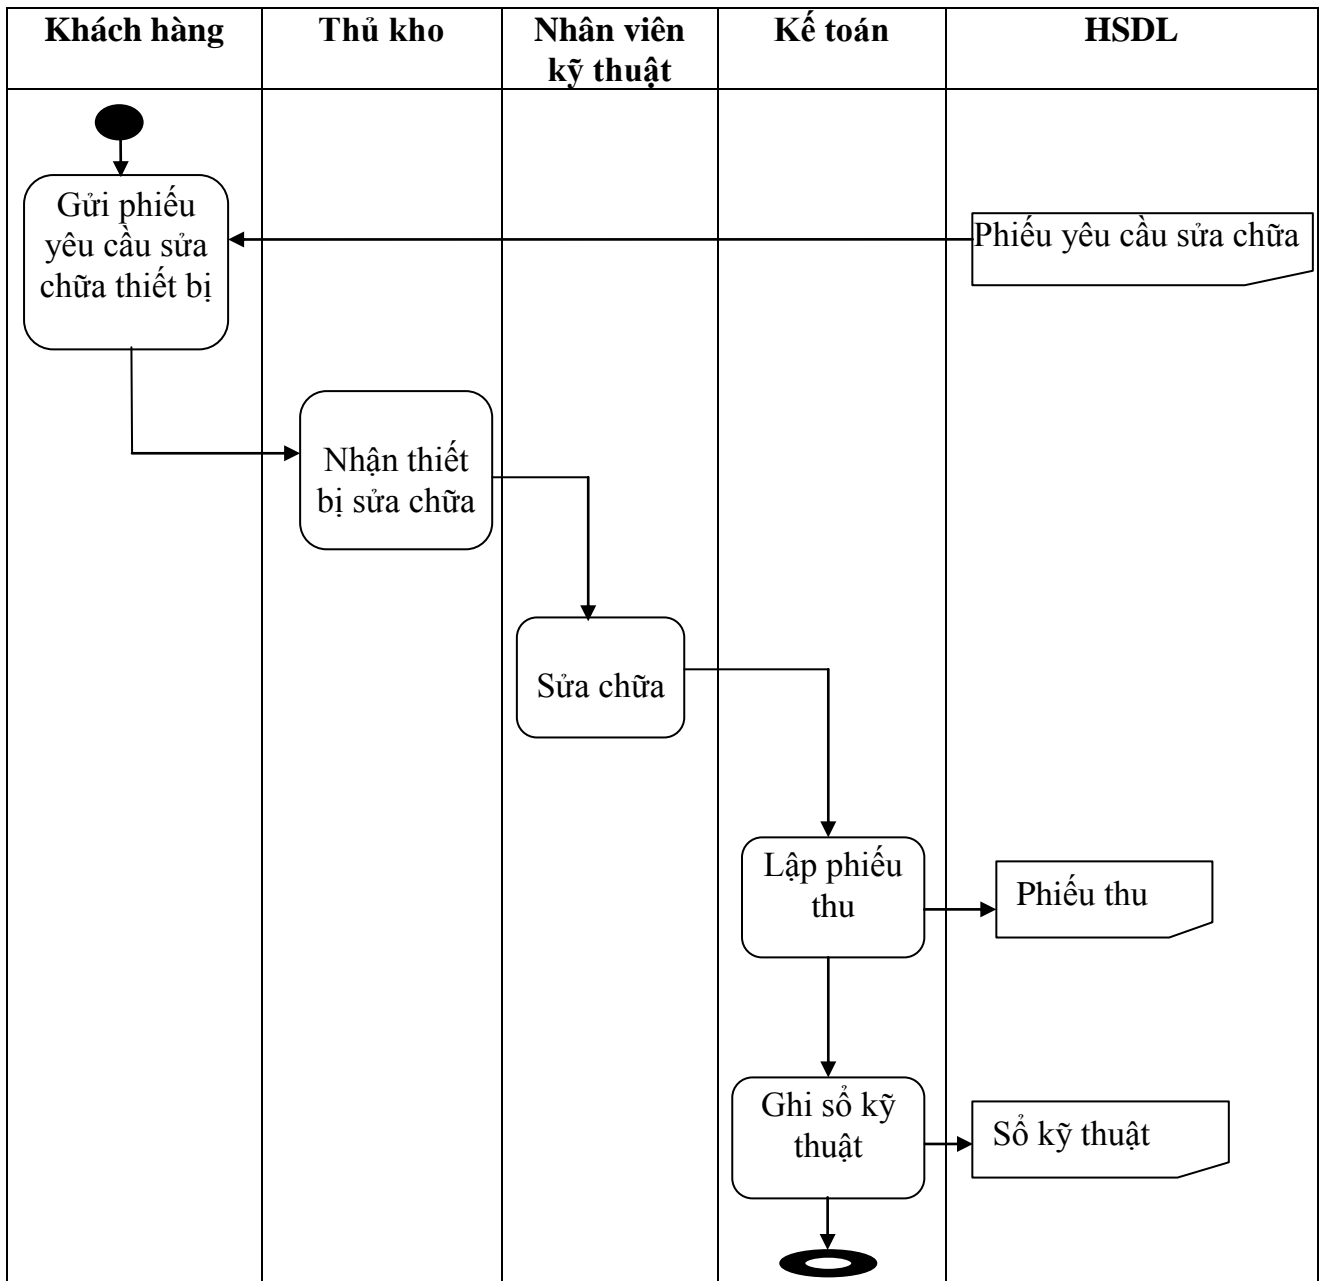 Khách hàng
Thủ kho
Nhân viên
kỹ thuật
Kế toán
HSDL
Gửi phiếu
yêu cầu sửa
chữa thiết bị
Phiếu yêu cầu sửa chữa
Nhận thiết
bị sửa chữa
Sửa chữa
Lập phiếu
thu
Phiếu thu
Ghi sổ kỹ
thuật
Sổ kỹ thuật